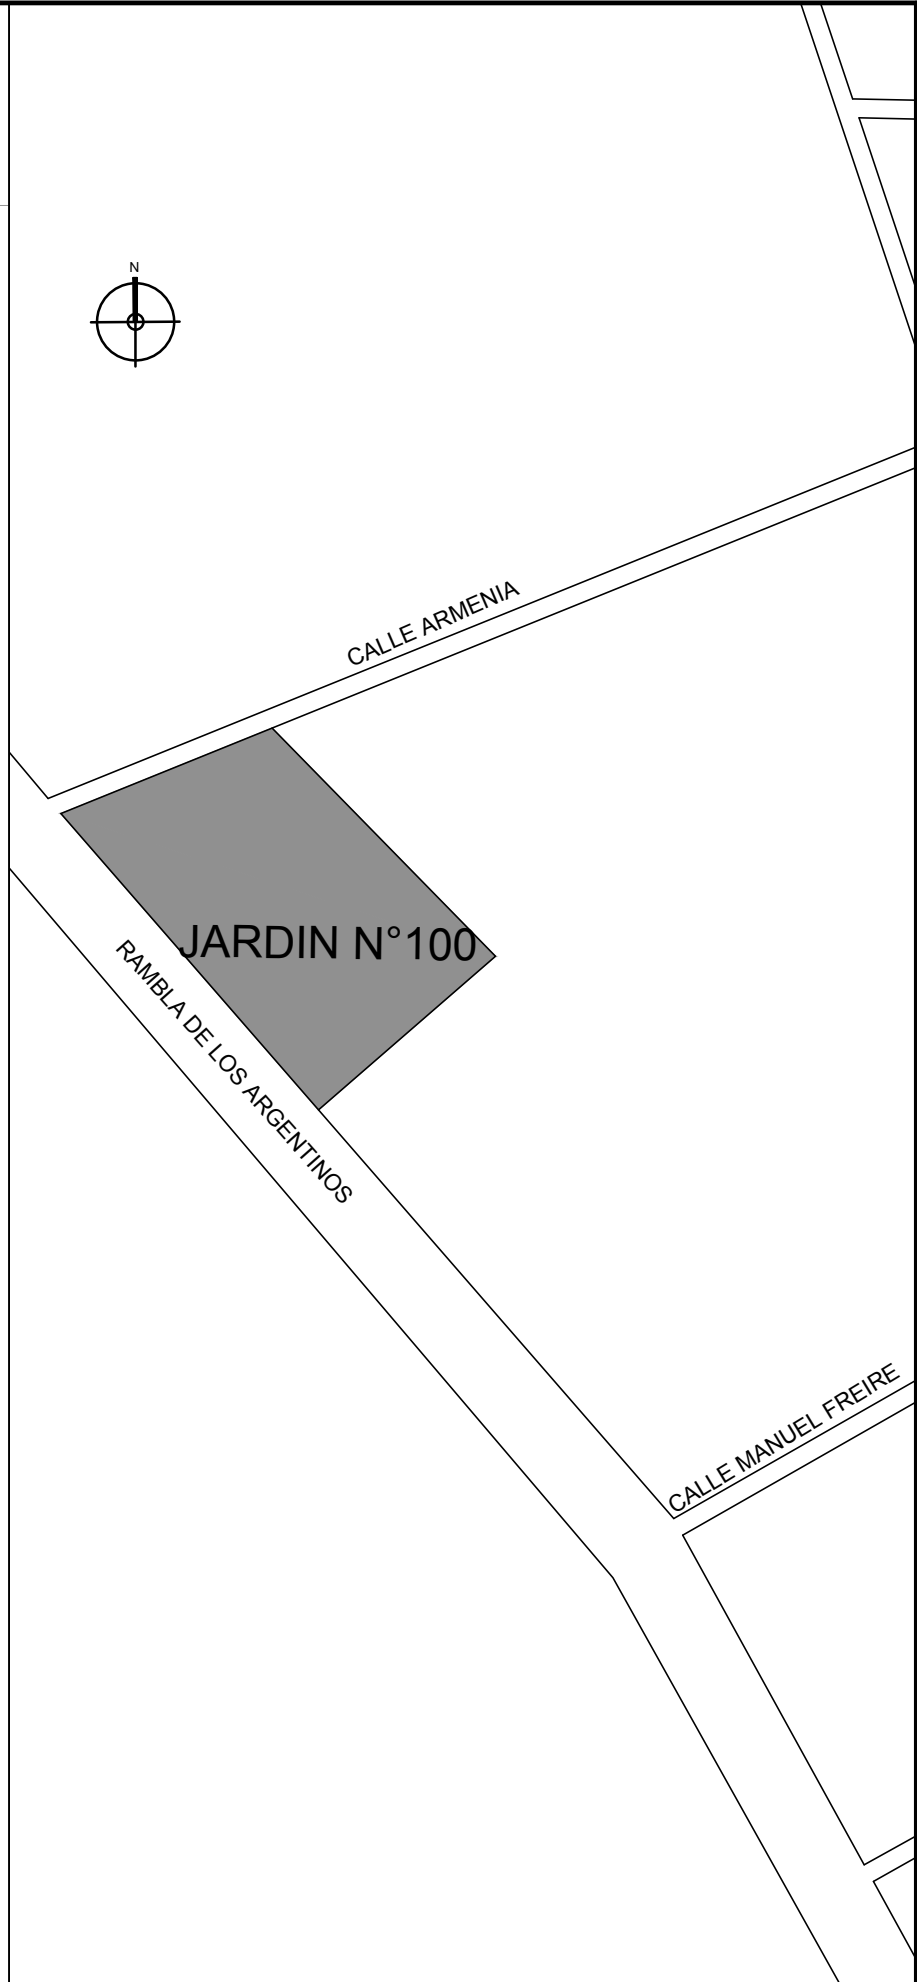 N
CALLE ARMENIA
JARDIN N°100
RAMBLA DE LOS ARGENTINOS
CALLE MANUEL FREIRE